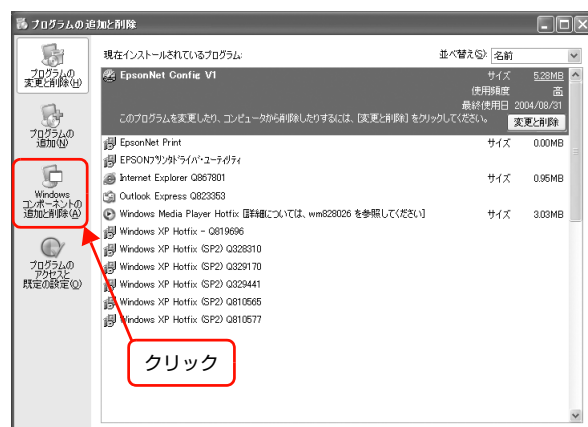 プログラムの追加と削除
プログラムの
変更と削除(H)
プログラムの
追加(N)
Windows
コンポーネントの
追加と削除(A)
プログラムの
アクセスと
既定の設定(O)
現在インストールされているプログラム:
並べ替え(S): 名前
EpsonNet Config V1
サイズ 5.28MB
使用頻度 高
最終使用日 2004/08/31
このプログラムを変更したり、コンピュータから削除したりするには、[変更と削除] をクリックしてください。
変更と削除
EpsonNet Print サイズ 0.00MB
EPSONプリンタドライバ・ユーティリティ
Internet Explorer Q867801 サイズ 0.95MB
Outlook Express Q823353
Windows Media Player Hotfix [詳細については、wm828026 を参照してください] サイズ 3.03MB
Windows XP Hotfix - Q819696
Windows XP Hotfix (SP2) Q328310
Windows XP Hotfix (SP2) Q329170
Windows XP Hotfix (SP2) Q329441
Windows XP Hotfix (SP2) Q810565
Windows XP Hotfix (SP2) Q810577
クリック